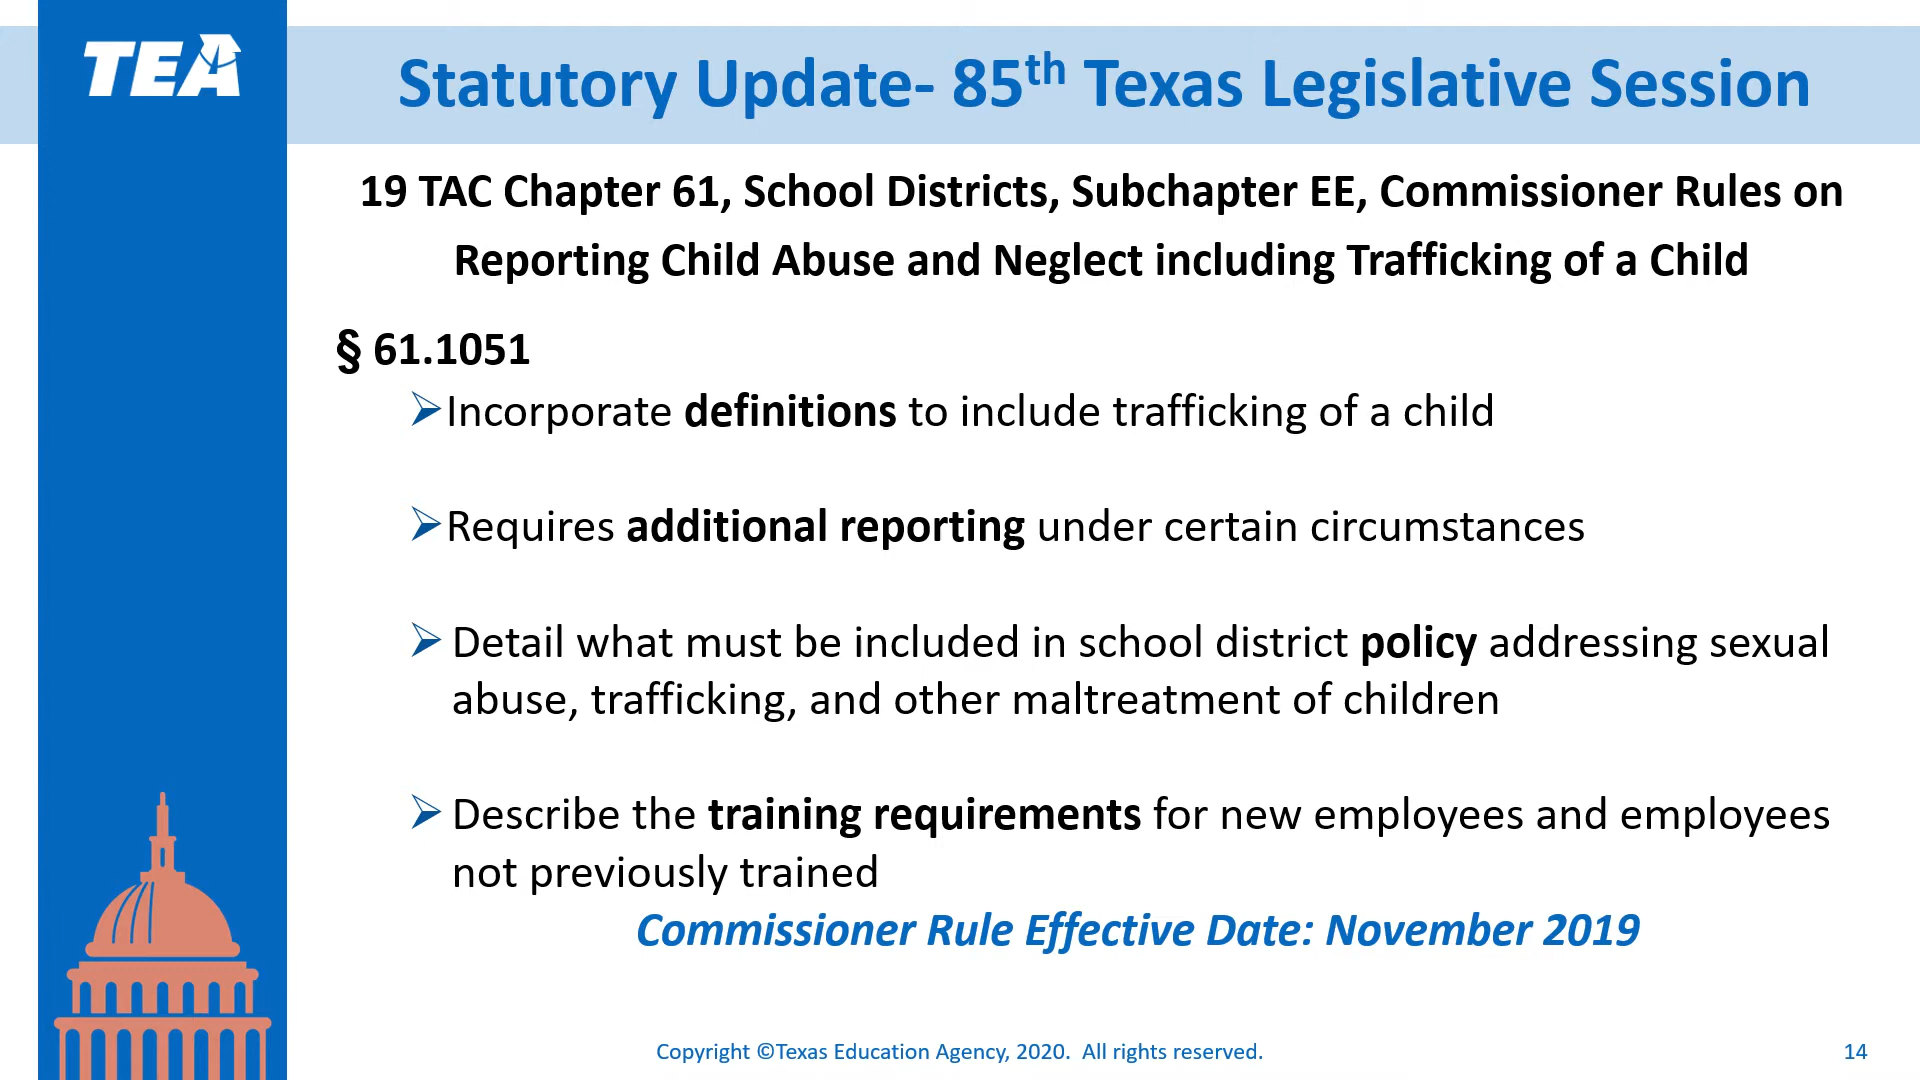 TEA
Statutory Update- 85th Texas Legislative Session
19 TAC Chapter 61, School Districts, Subchapter EE, Commissioner Rules on
Reporting Child Abuse and Neglect including Trafficking of a Child
§ 61.1051
➢Incorporate definitions to include trafficking of a child
➢Requires additional reporting under certain circumstances
➢Detail what must be included in school district policy addressing sexual
abuse, trafficking, and other maltreatment of children
➢Describe the training requirements for new employees and employees
not previously trained
Commissioner Rule Effective Date: November 2019
Copyright ©Texas Education Agency, 2020.  All rights reserved.
14